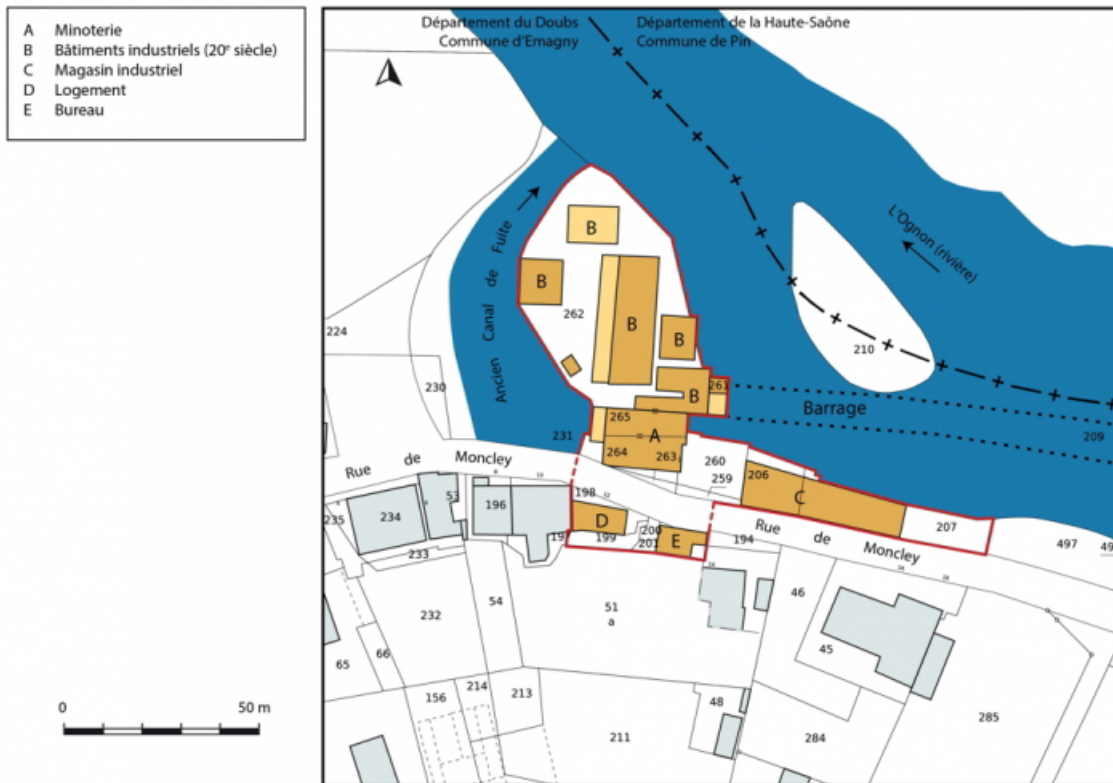 A Minoterie
B Bâtiments industriels (20e siècle)
C Magasin industriel
D Logement
E Bureau
Département du Doubs
Commune d'Emagny
Département de la Haute-Saône
Commune de Pin
L'Ognon (rivière)
Ancien Canal de Fuite
B
B
B
B
B
262
224
230
210
261
Barrage
209
265
A
231
264
263
260
259
206
C
207
Rue de Moncley
198
D
199
200
201
E
194
Rue de Moncley
497
235
234
53
196
233
232
54
51
a
46
45
65
66
156
214
213
48
211
284
285
0 50 m